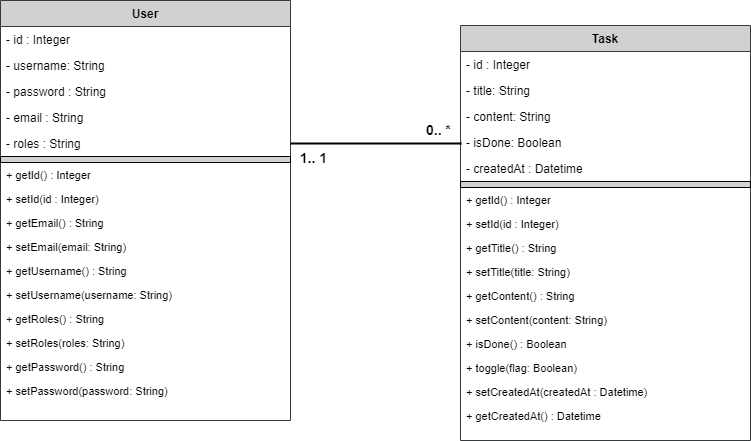 User
- id : Integer
- username: String
- password : String
- email : String
- roles : String
+ getId() : Integer
+ setId(id : Integer)
+ getEmail() : String
+ setEmail(email: String)
+ getUsername() : String
+ setUsername(username: String)
+ getRoles() : String
+ setRoles(roles: String)
+ getPassword() : String
+ setPassword(password: String)
1.. 1
0.. *
Task
- id : Integer
- title: String
- content: String
- isDone: Boolean
- createdAt : Datetime
+ getId() : Integer
+ setId(id : Integer)
+ getTitle() : String
+ setTitle(title: String)
+ getContent() : String
+ setContent(content: String)
+ isDone() : Boolean
+ toggle(flag: Boolean)
+ setCreatedAt(createdAt : Datetime)
+ getCreatedAt() : Datetime